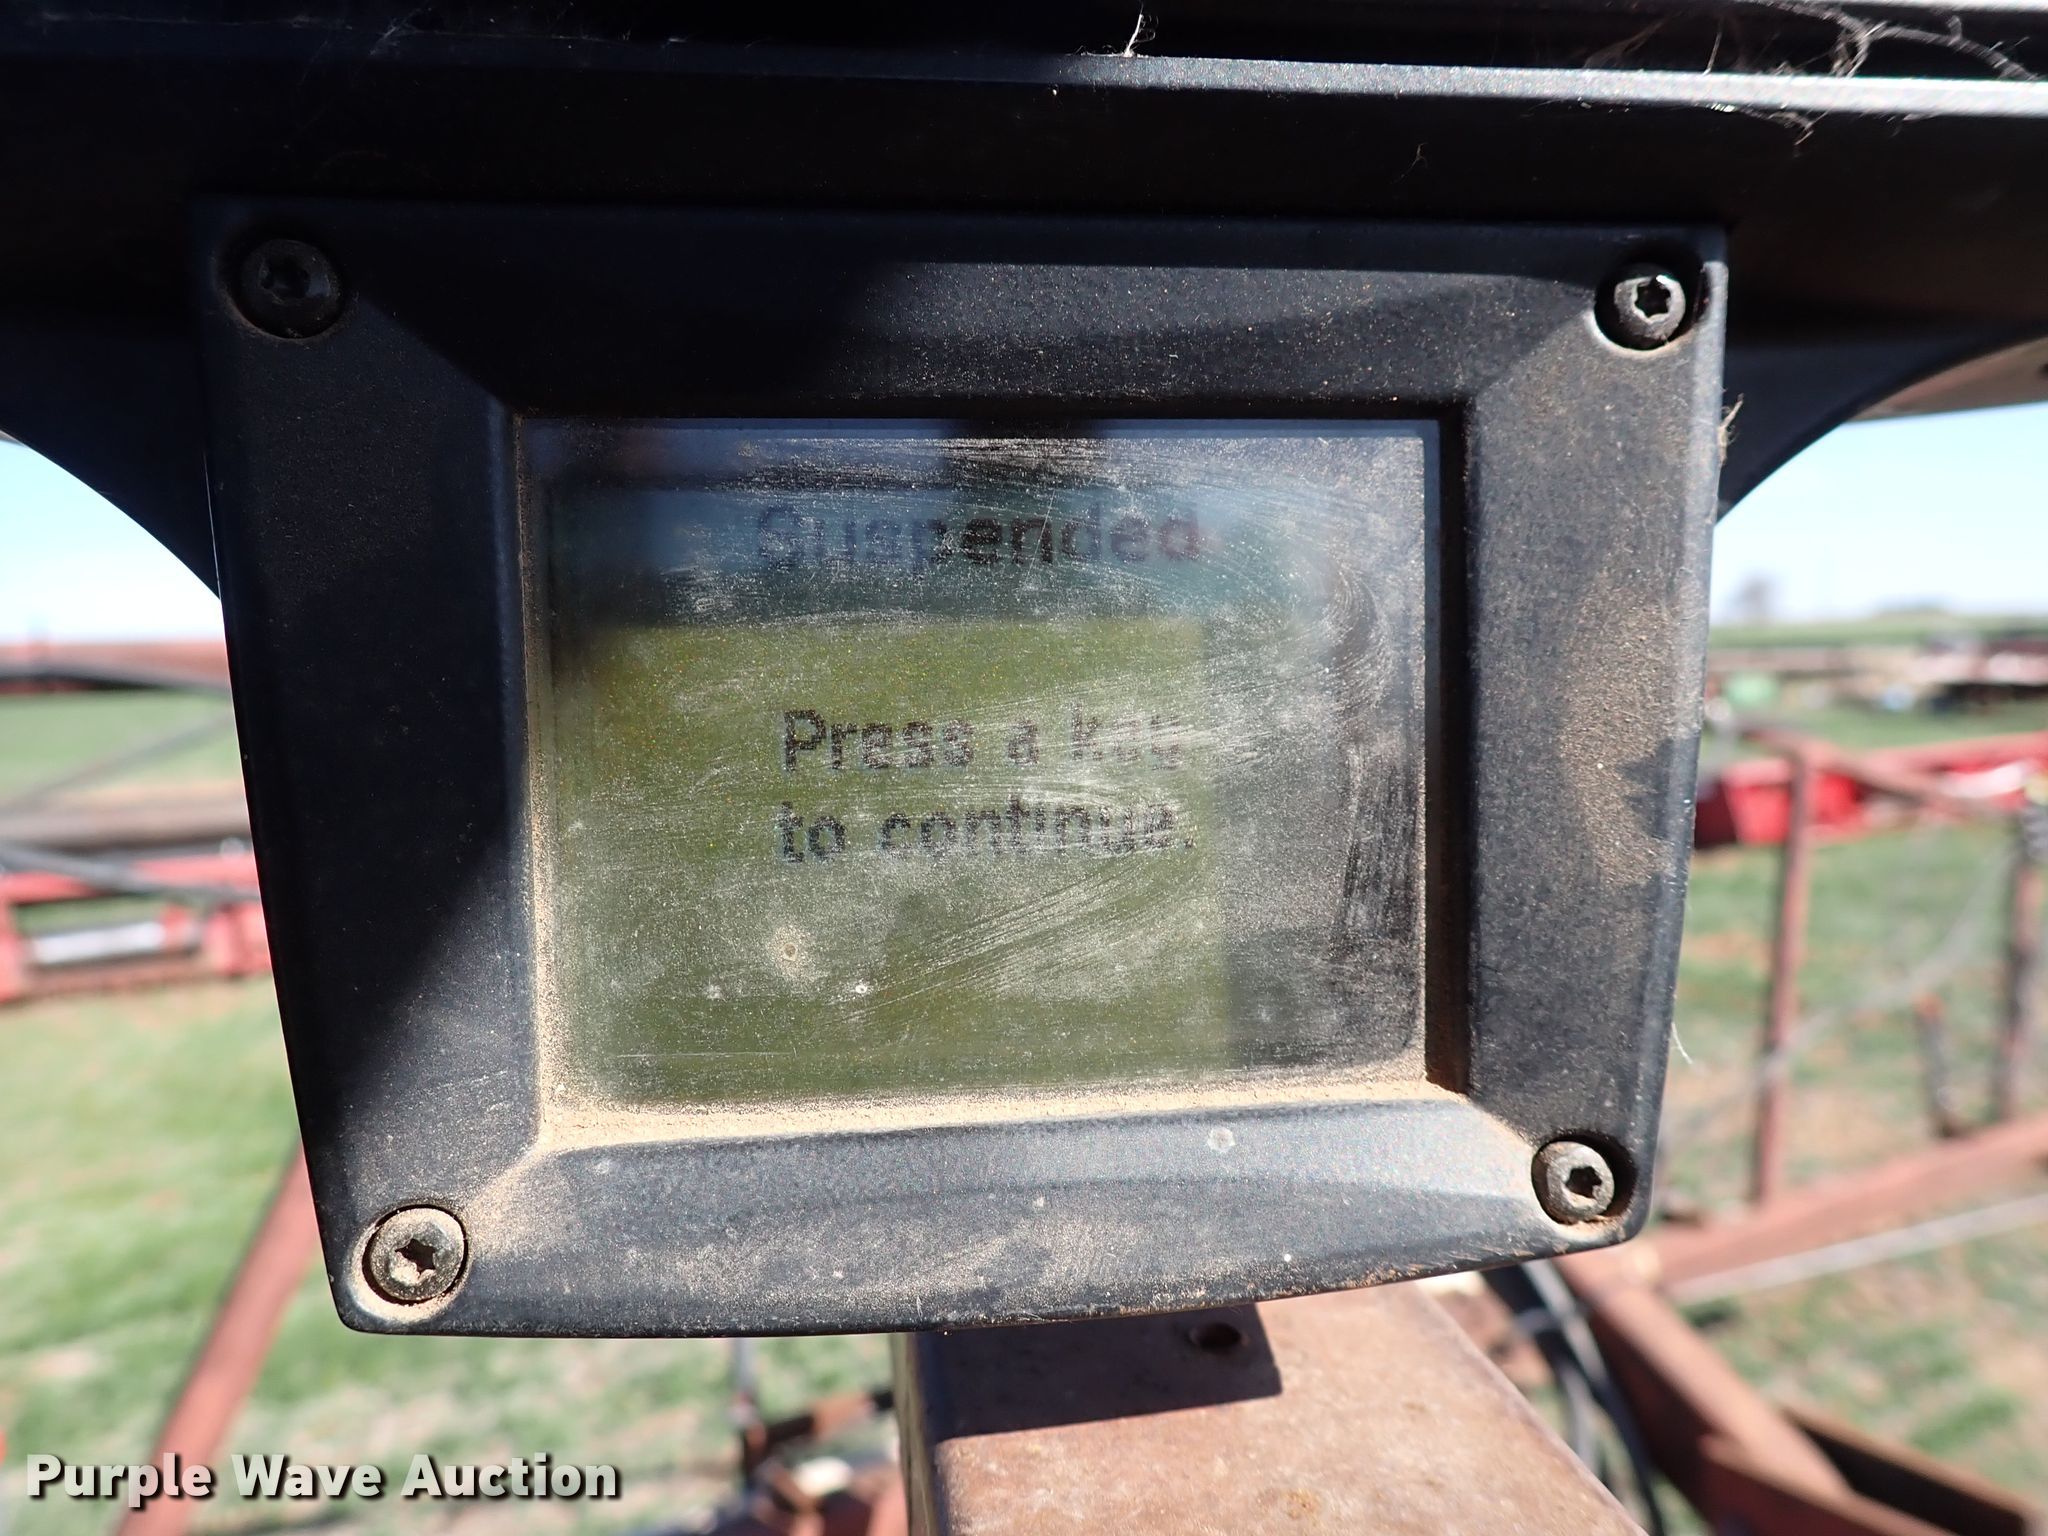 Suspended
Press a key
to continue.
Purple Wave Auction